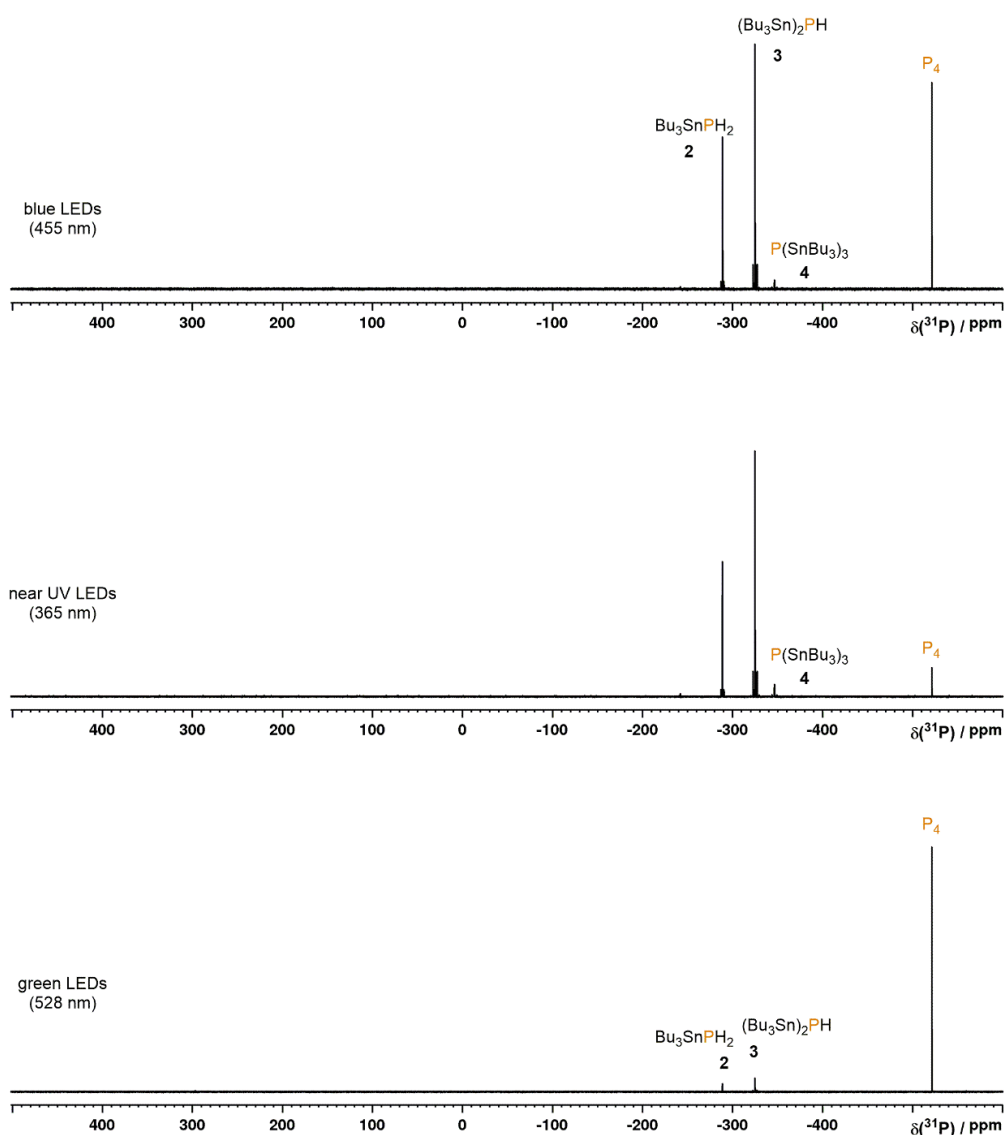 (Bu₃Sn)₂PH
3
P₄
Bu₃SnPH₂
2
blue LEDs
(455 nm)
P(SnBu₃)₃
4
400 300 200 100 0 -100 -200 -300 -400 δ(³¹P) / ppm
near UV LEDs
(365 nm)
P(SnBu₃)₃
4
P₄
400 300 200 100 0 -100 -200 -300 -400 δ(³¹P) / ppm
P₄
green LEDs
(528 nm)
Bu₃SnPH₂ (Bu₃Sn)₂PH
2 3
400 300 200 100 0 -100 -200 -300 -400 δ(³¹P) / ppm